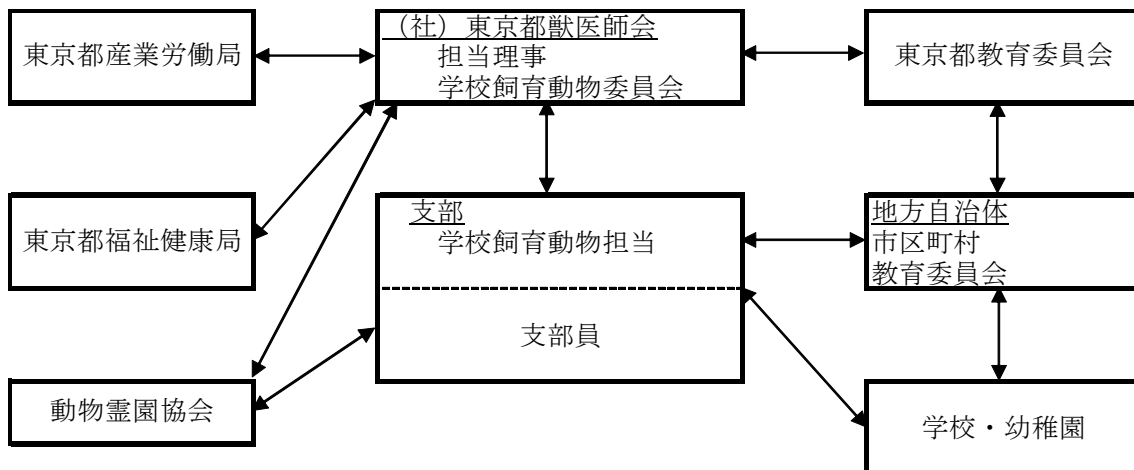 東京都産業労働局
（社）東京都獣医師会
担当理事
学校飼育動物委員会
東京都教育委員会
東京都福祉健康局
支部
学校飼育動物担当
支部員
地方自治体
市区町村
教育委員会
動物霊園協会
学校・幼稚園